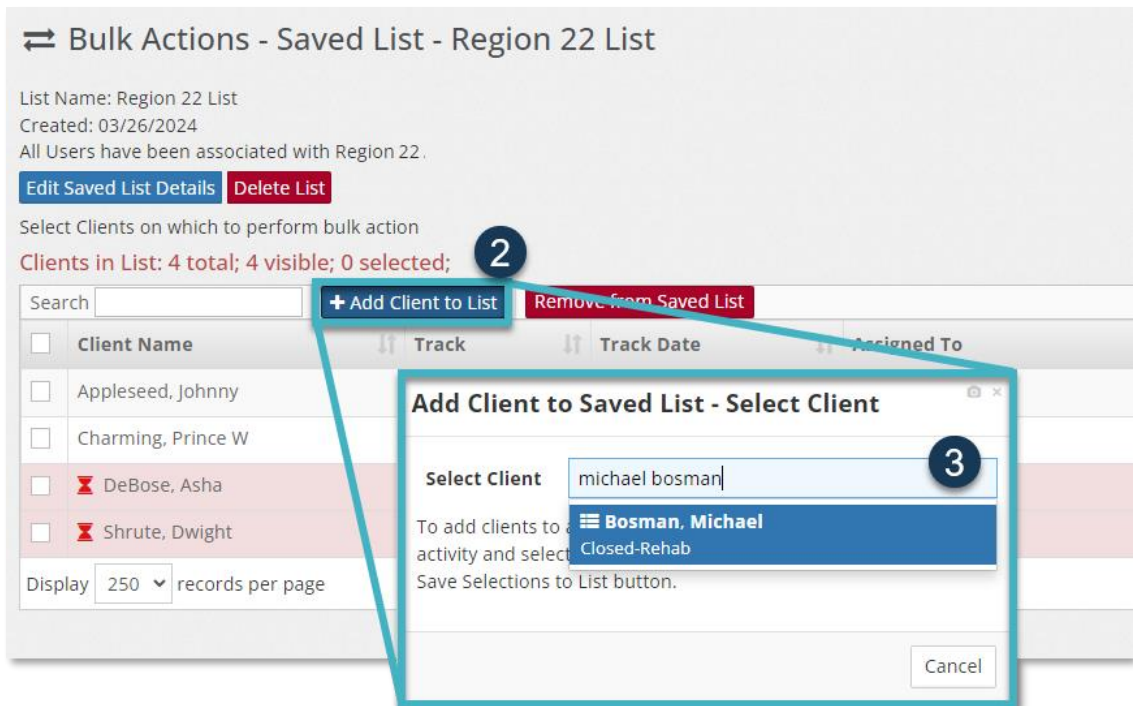 Bulk Actions - Saved List - Region 22 List
List Name: Region 22 List
Created: 03/26/2024
All Users have been associated with Region 22.
Edit Saved List Details Delete List
Select Clients on which to perform bulk action
Clients in List: 4 total; 4 visible; 0 selected;
2
Search + Add Client to List Remove from Saved List
Client Name Track Track Date Assigned To
Appleseed, Johnny
Charming, Prince W
DeBose, Asha
Shrute, Dwight
Display 250 records per page
Add Client to Saved List - Select Client
3
Select Client michael bosman
Bosman, Michael
Closed-Rehab
To add clients to
activity and select
Save Selections to List button.
Cancel